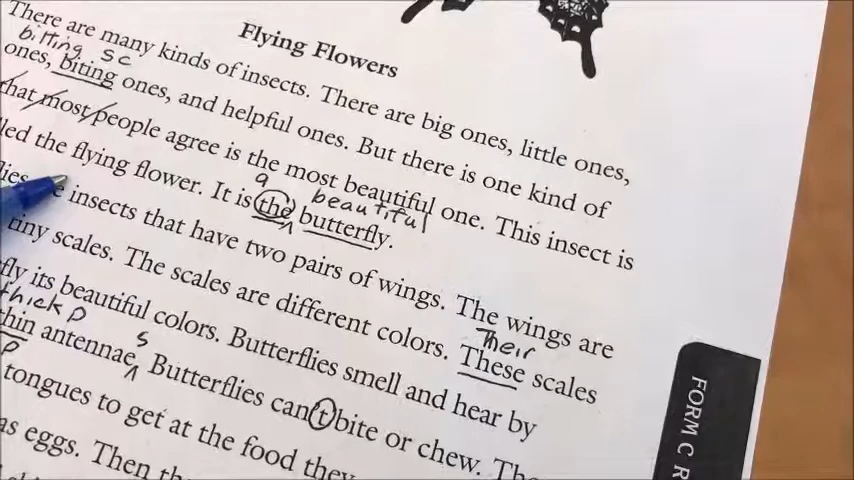 Flying Flowers
There are many kinds of insects. There are big ones, little ones,
bitting sc
ones, biting ones, and helpful ones. But there is one kind of
that most people agree is the most beautiful one. This insect is
led the flying flower. It is the butterfly.
a beautiful
insects that have two pairs of wings. The wings are
tiny scales. The scales are different colors. These scales
Their
fly its beautiful colors. Butterflies smell and hear by
thick p
thin antennae. Butterflies can't bite or chew. The
p s
tongues to get at the food they
as eggs. Then th
FORM C R